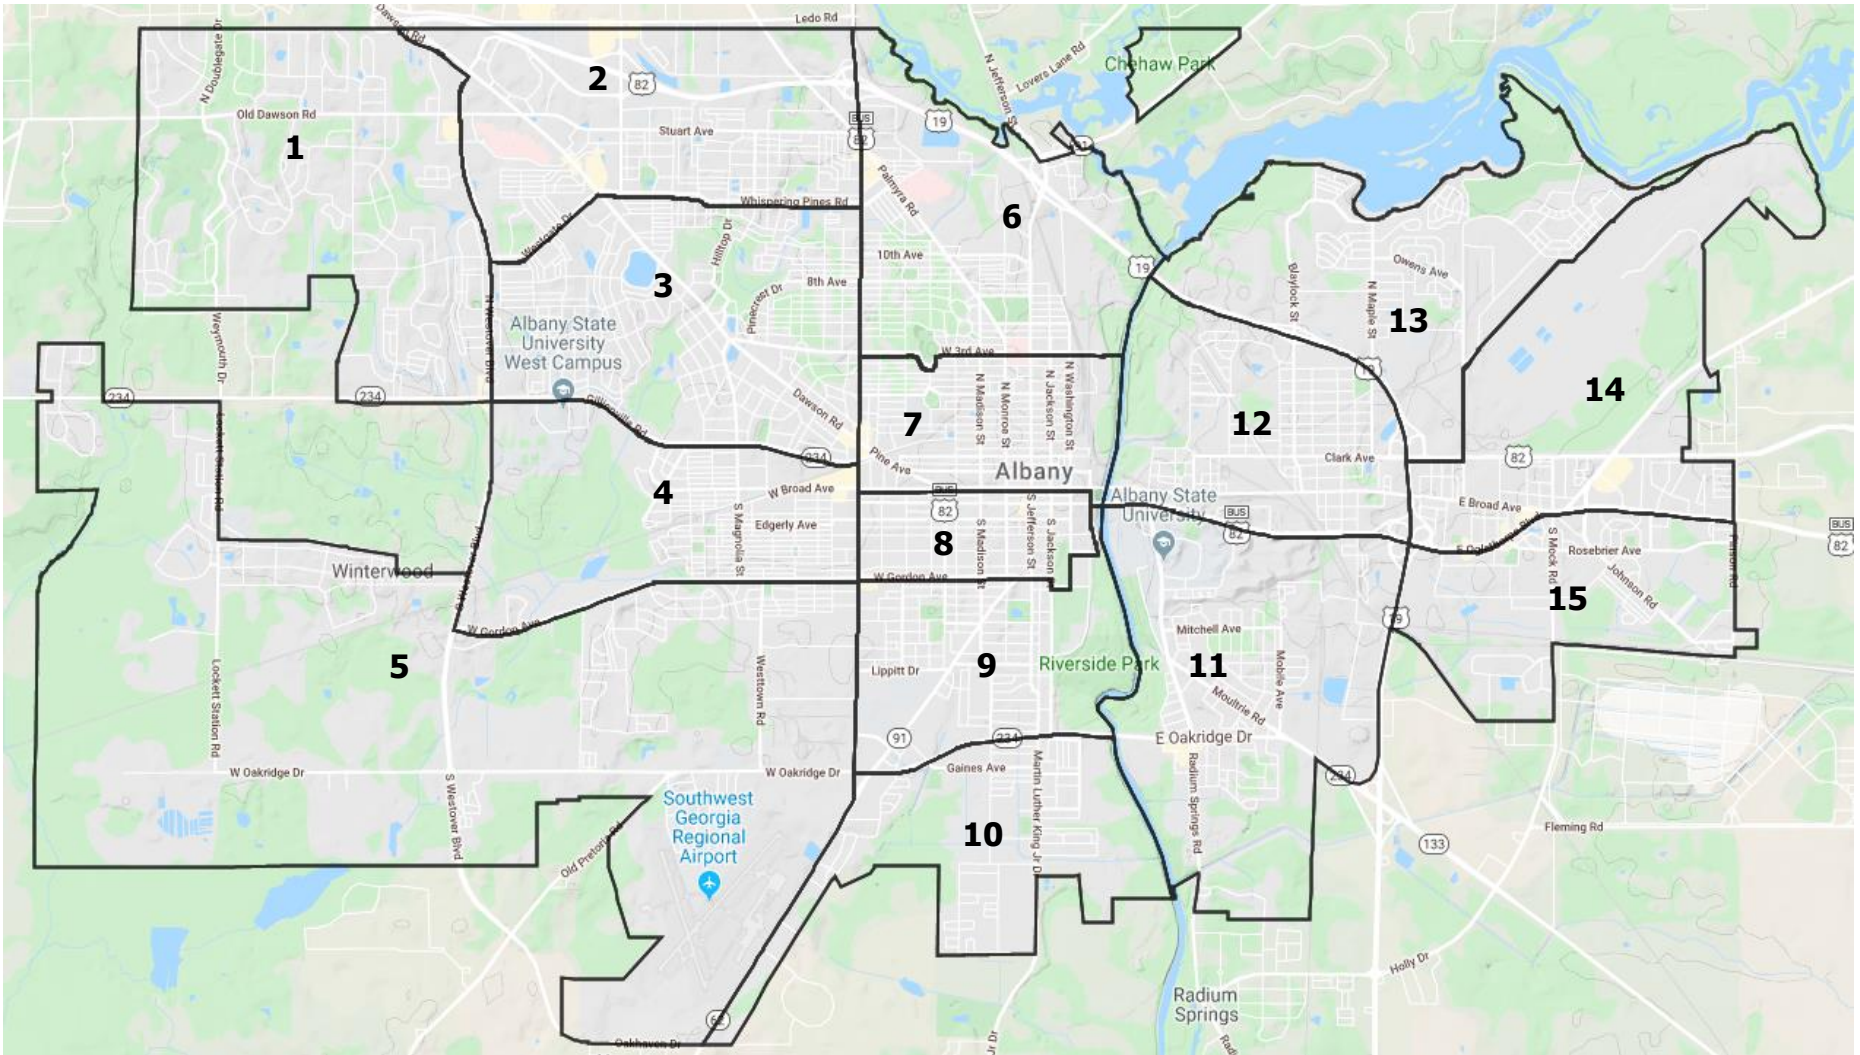 Ledo Rd
Dawson Rd
N Doublegate Dr
2
82
Chehaw Park
N Jefferson St
Lovers Lane Rd
Old Dawson Rd
1
Stuart Ave
BUS
82
19
Palmyra Rd
Whispering Pines Rd
Westgate Dr
Hilltop Dr
6
10th Ave
8th Ave
3
Pinecrest Dr
19
Blaylock St
Owens Ave
N Maple St
13
Weymouth Dr
N Westover Blvd
Albany State
University
West Campus
W 3rd Ave
19
14
234
234
Gillionville Rd
Dawson Rd
7
N Madison St
N Monroe St
N Jackson St
N Washington St
12
Lockett Station Rd
234
Pine Ave
Albany
Clark Ave
82
4
W Broad Ave
BUS
82
Albany State
University
BUS
82
E Broad Ave
E Oglethorpe Blvd
BUS
82
S Magnolia St
Edgerly Ave
8
S Madison St
S Jefferson St
S Jackson
S Mock Rd
Rosebrier Ave
Johnson Rd
Winterwood
W Gordon Ave
W Gordon Ave
15
19
Mitchell Ave
5
Lockett Station Rd
Westtown Rd
Lippitt Dr
9
Riverside Park
11
Mobile Ave
Moultrie Rd
91
234
E Oakridge Dr
W Oakridge Dr
W Oakridge Dr
Gaines Ave
234
S Westover Blvd
Southwest
Georgia
Regional
Airport
Old Pretoria Rd
10
Martin Luther King Jr D
Radium Springs Rd
133
Fleming Rd
Holly Dr
Radium
Springs
62
Oakhaven Dr
Jr Dr